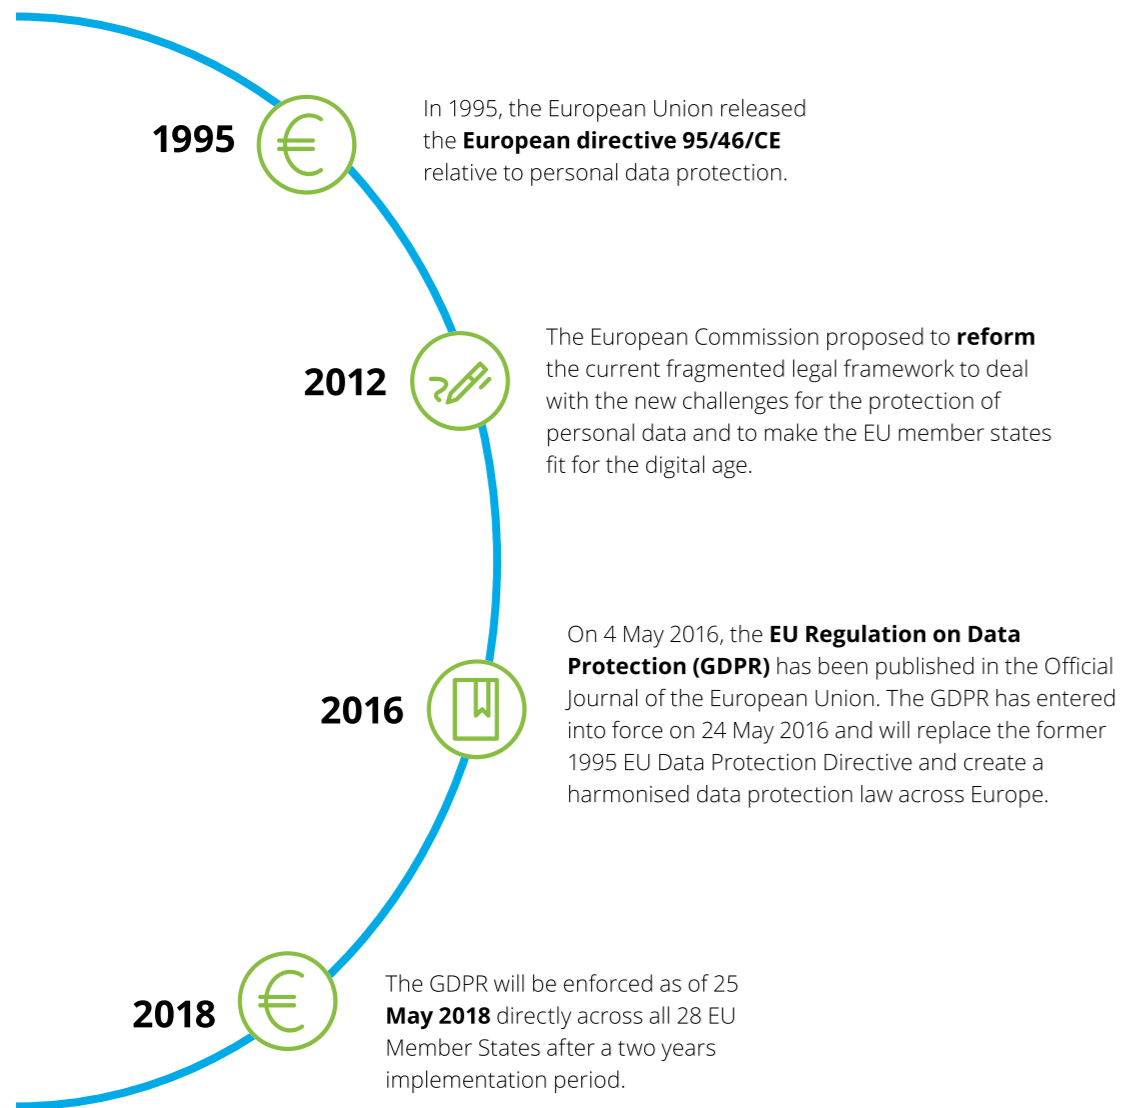 1995
In 1995, the European Union released
the European directive 95/46/CE
relative to personal data protection.
2012
The European Commission proposed to reform
the current fragmented legal framework to deal
with the new challenges for the protection of
personal data and to make the EU member states
fit for the digital age.
2016
On 4 May 2016, the EU Regulation on Data
Protection (GDPR) has been published in the Official
Journal of the European Union. The GDPR has entered
into force on 24 May 2016 and will replace the former
1995 EU Data Protection Directive and create a
harmonised data protection law across Europe.
2018
The GDPR will be enforced as of 25
May 2018 directly across all 28 EU
Member States after a two years
implementation period.